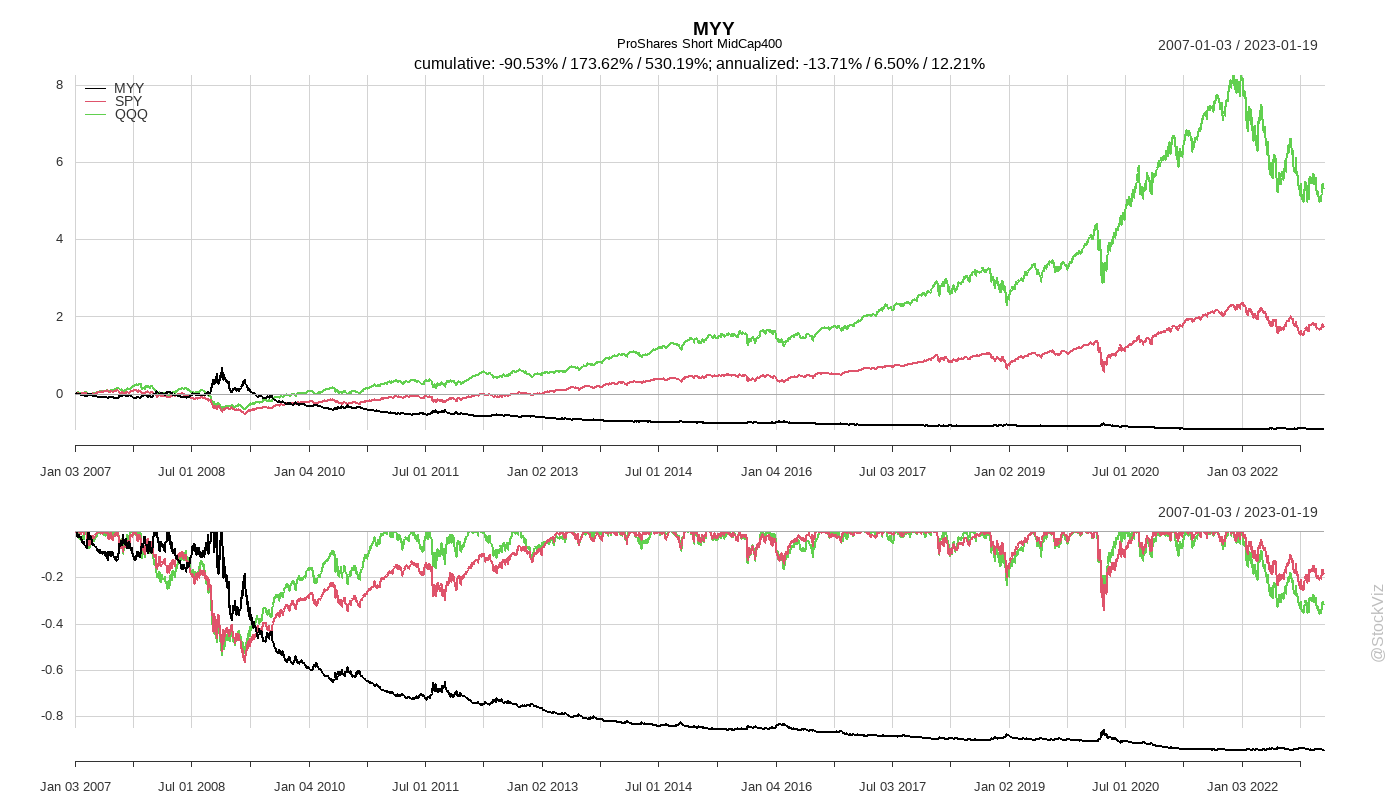 MYY
ProShares Short MidCap400
2007-01-03 / 2023-01-19
cumulative: -90.53% / 173.62% / 530.19%; annualized: -13.71% / 6.50% / 12.21%
MYY
SPY
QQQ
8
6
4
2
0
Jan 03 2007 Jul 01 2008 Jan 04 2010 Jul 01 2011 Jan 02 2013 Jul 01 2014 Jan 04 2016 Jul 03 2017 Jan 02 2019 Jul 01 2020 Jan 03 2022
2007-01-03 / 2023-01-19
-0.2
-0.4
-0.6
-0.8
Jan 03 2007 Jul 01 2008 Jan 04 2010 Jul 01 2011 Jan 02 2013 Jul 01 2014 Jan 04 2016 Jul 03 2017 Jan 02 2019 Jul 01 2020 Jan 03 2022
@StockViz